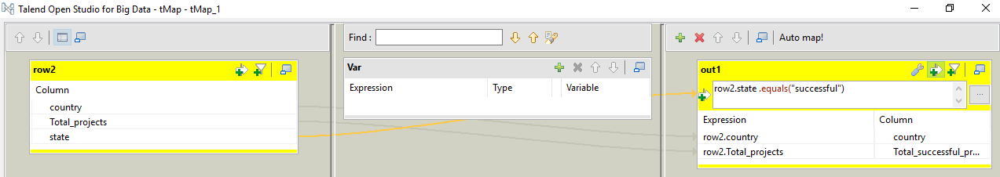 Talend Open Studio for Big Data - tMap - tMap_1
Find :
Auto map!
row2
Column
country
Total_projects
state
Var
Expression Type Variable
out1
row2.state .equals("successful")
...
Expression Column
row2.country country
row2.Total_projects Total_successful_pr...